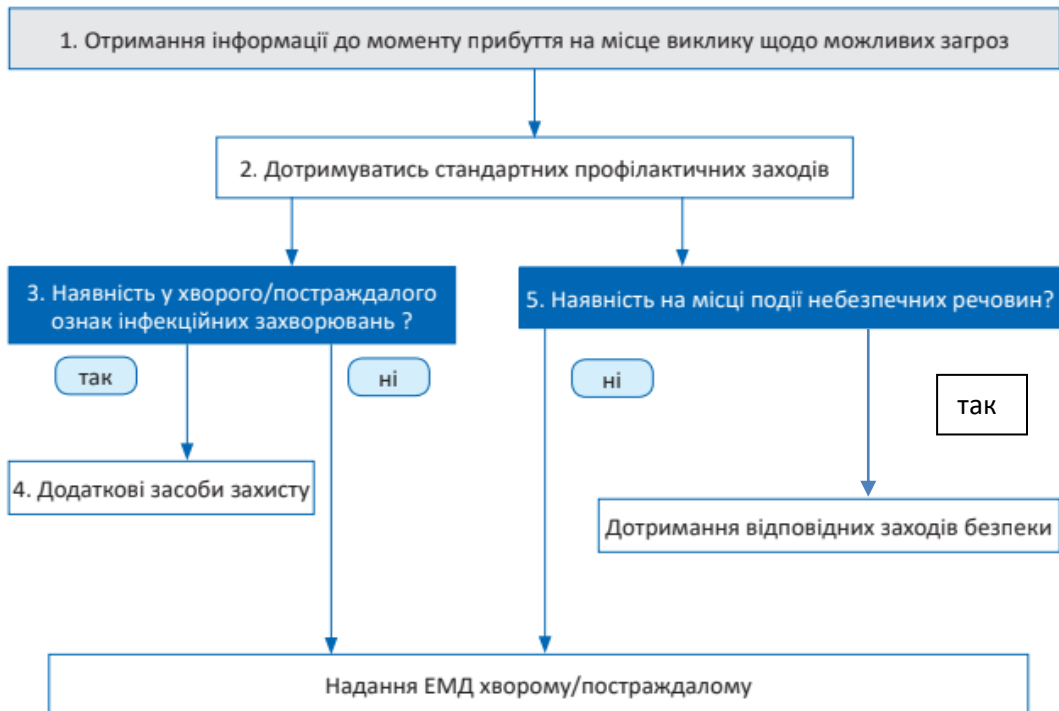 1. Отримання інформації до моменту прибуття на місце виклику щодо можливих загроз
2. Дотримуватись стандартних профілактичних заходів
3. Наявність у хворого/постраждалого
ознак інфекційних захворювань ?
5. Наявність на місці події небезпечних речовин?
так
ні
ні
так
4. Додаткові засоби захисту
Дотримання відповідних заходів безпеки
Надання ЕМД хворому/постраждалому